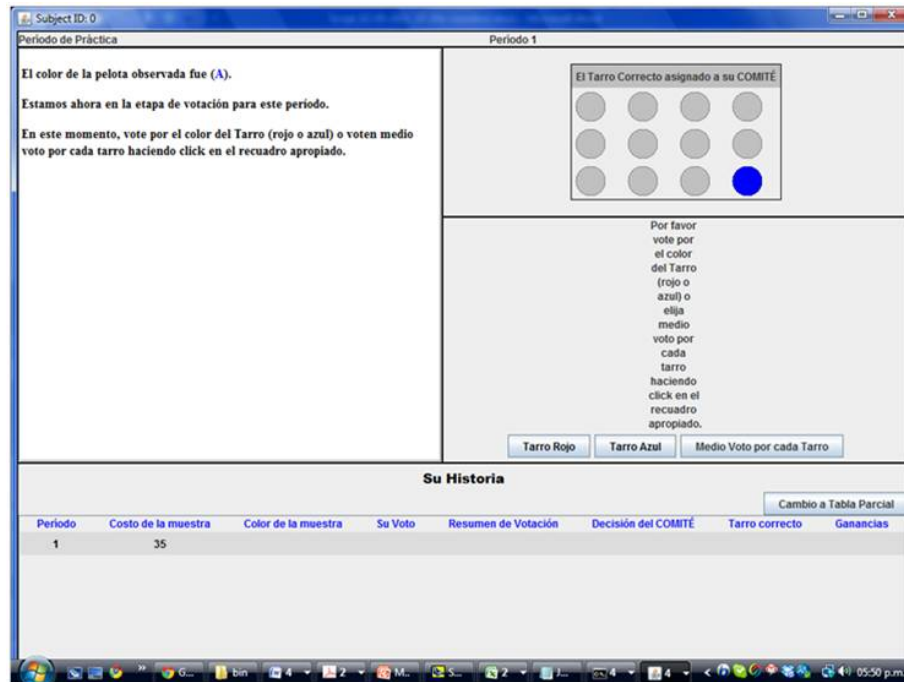 Subject ID: 0
Período de Práctica
Período 1
El color de la pelota observada fue (A).
Estamos ahora en la etapa de votación para este período.
En este momento, vote por el color del Tarro (rojo o azul) o voten medio
voto por cada tarro haciendo click en el recuadro apropiado.
El Tarro Correcto asignado a su COMITÉ
Por favor
vote por
el color
del Tarro
(rojo o
azul) o
elija
medio
voto por
cada
tarro
haciendo
click en el
recuadro
apropiado.
Tarro Rojo Tarro Azul Medio Voto por cada Tarro
Su Historia
Cambio a Tabla Parcial
Período Costo de la muestra Color de la muestra Su Voto Resumen de Votación Decisión del COMITÉ Tarro correcto Ganancias
1 35
G... bin 4 2 M... S... 2 J... 4 4 05:50 p.m.